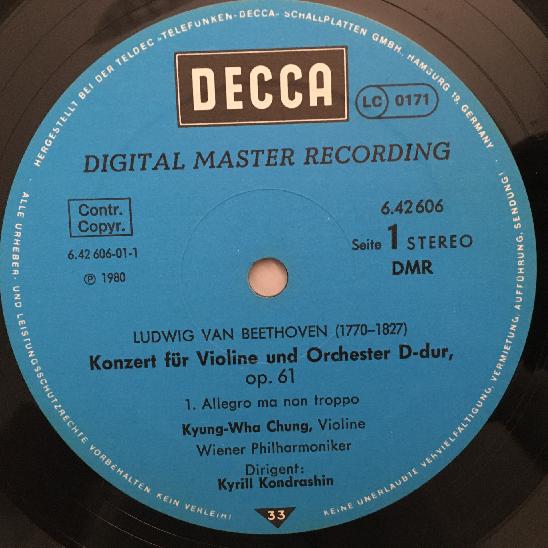 HERGESTELLT BEI DER TELDEC »TELEFUNKEN-DECCA« SCHALLPLATTEN GMBH., HAMBURG 19, GERMANY
DECCA
LC 0171
DIGITAL MASTER RECORDING
Contr.
Copyr.
6.42606
6.42 606-01-1
Seite 1 STEREO
℗ 1980
DMR
LUDWIG VAN BEETHOVEN (1770–1827)
Konzert für Violine und Orchester D-dur,
op. 61
1. Allegro ma non troppo
Kyung-Wha Chung, Violine
Wiener Philharmoniker
Dirigent:
Kyrill Kondrashin
33
ALLE URHEBER- UND LEISTUNGSSCHUTZRECHTE VORBEHALTEN. KEIN VERLEIH!
KEINE UNERLAUBTE VERVIELFÄLTIGUNG, VERMIETUNG, AUFFÜHRUNG, SENDUNG!